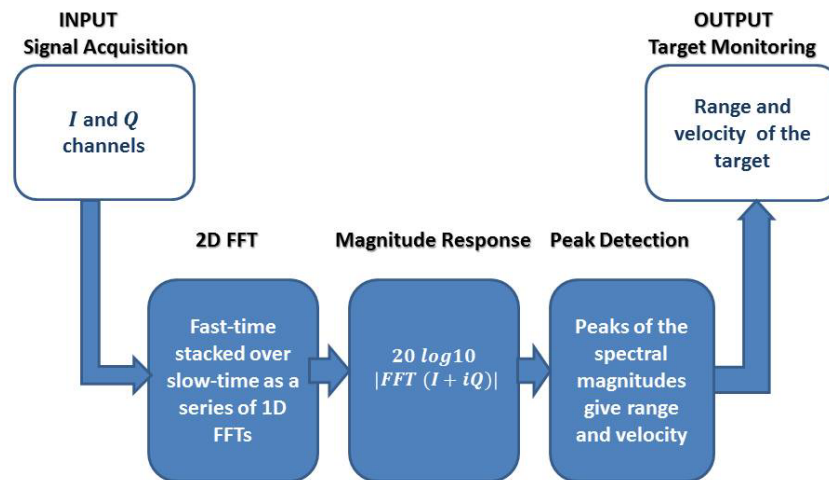 INPUT
Signal Acquisition
I and Q
channels
OUTPUT
Target Monitoring
Range and
velocity of the
target
2D FFT
Fast-time
stacked over
slow-time as a
series of 1D
FFTs
Magnitude Response
20 log10
|FFT (I + iQ)|
Peak Detection
Peaks of the
spectral
magnitudes
give range
and velocity